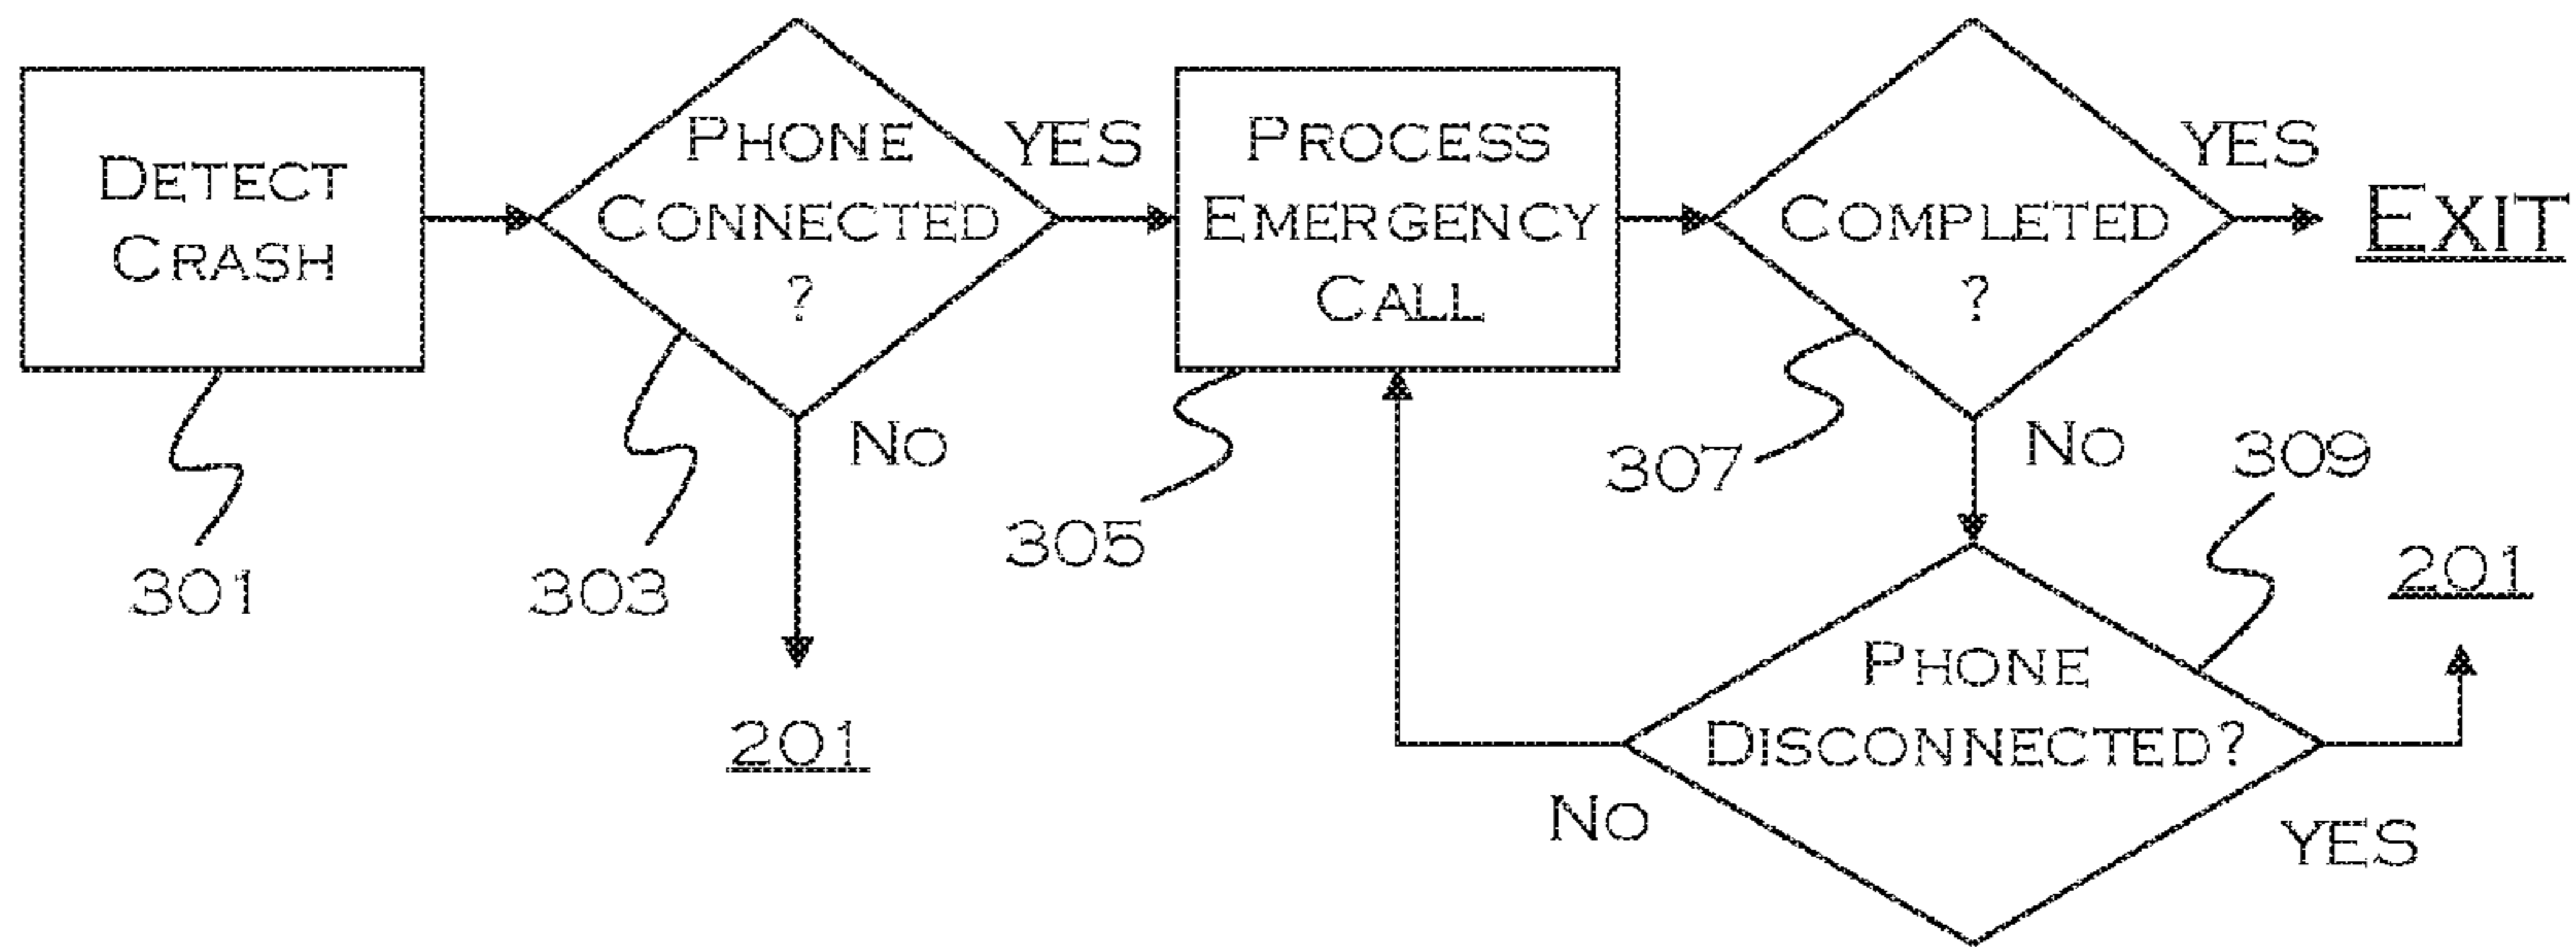 DETECT
CRASH
301
PHONE
CONNECTED
?
303
YES
NO
201
PROCESS
EMERGENCY
CALL
305
COMPLETED
?
307
YES
EXIT
NO
309
PHONE
DISCONNECTED?
NO
YES
201